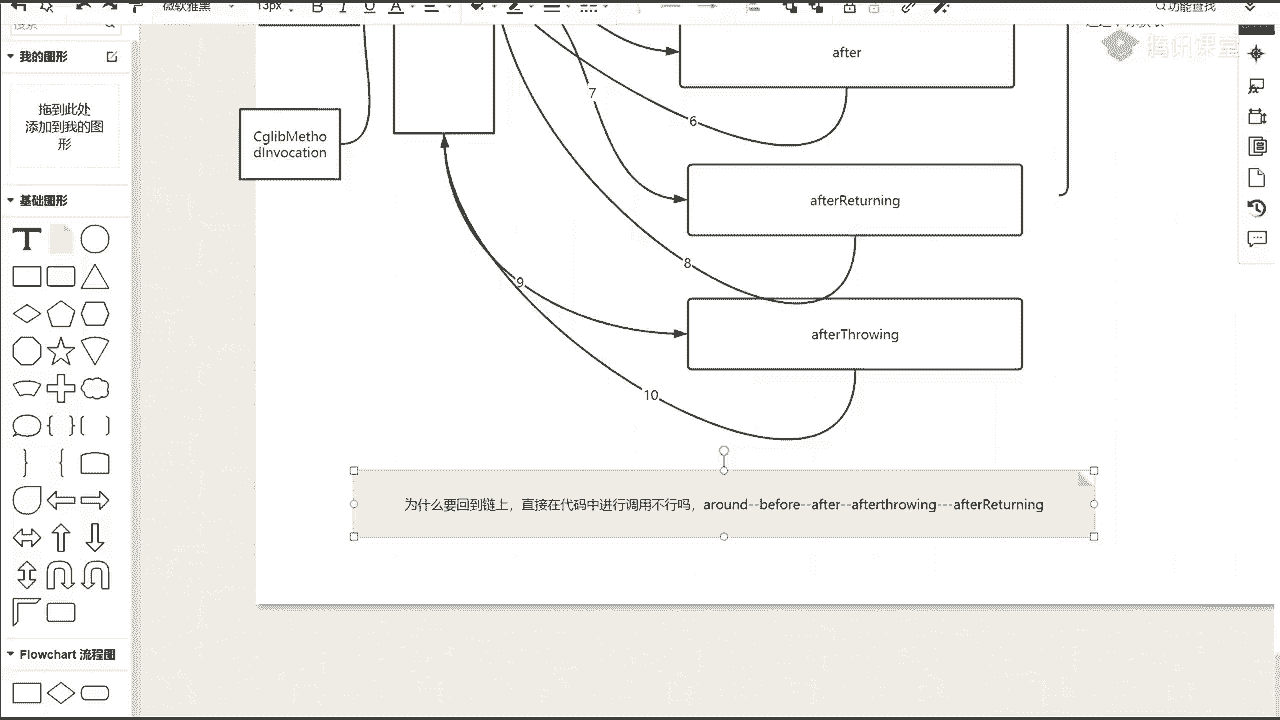 微软雅黑
13px
B I U A
功能查找
我的图形
拖到此处
添加到我的图
形
基础图形
T
Flowchart 流程图
腾讯课堂
CglibMetho
dInvocation
after
7
6
afterReturning
8
9
afterThrowing
10
为什么要回到链上，直接在代码中进行调用不行吗，around--before--after--afterthrowing---afterReturning